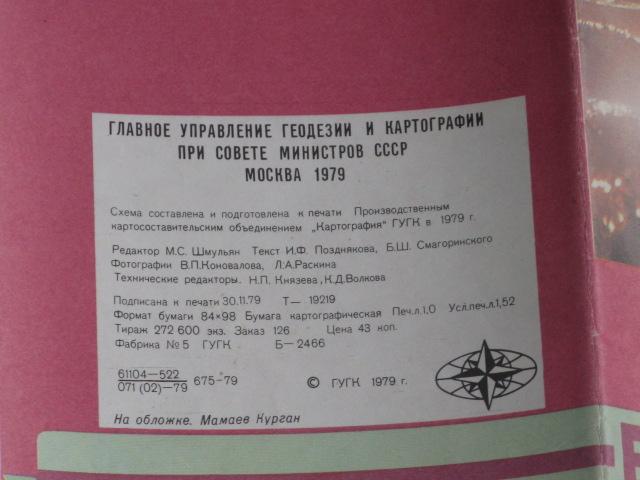 ГЛАВНОЕ УПРАВЛЕНИЕ ГЕОДЕЗИИ И КАРТОГРАФИИ
ПРИ СОВЕТЕ МИНИСТРОВ СССР
МОСКВА 1979
Схема составлена и подготовлена к печати Производственным
картосоставительским объединением „Картография" ГУГК в 1979 г.
Редактор М.С. Шмульян Текст И.Ф. Позднякова, Б.Ш. Смагоринского
Фотографии В.П.Коновалова, Л.А.Раскина
Технические редакторы. Н.П. Князева, К.Д.Волкова
Подписана к печати 30.11.79 Т— 19219
Формат бумаги 84×98 Бумага картографическая Печ.л.1,0 Усл.печ.л.1,52
Тираж 272 600 экз. Заказ 126 Цена 43 коп.
Фабрика №5 ГУГК Б—2466
61104—522
071 (02)—79 675-79 © ГУГК 1979 г.
На обложке. Мамаев Курган